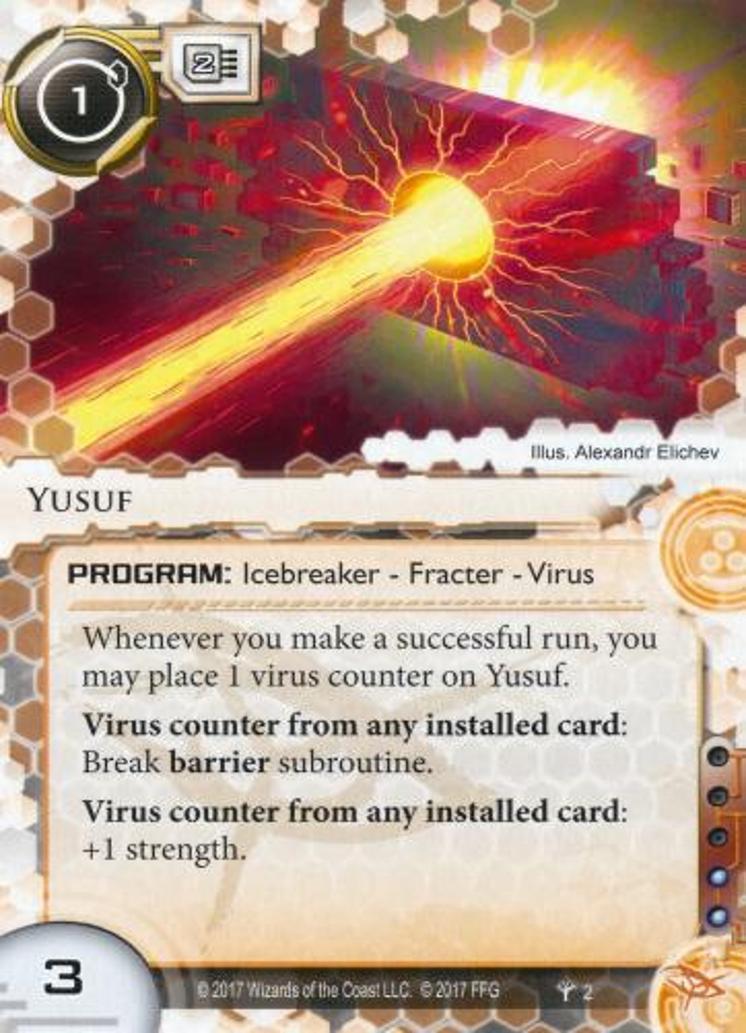 1
2
Illus. Alexandr Elichev
Yusuf
PROGRAM: Icebreaker - Fracter - Virus
Whenever you make a successful run, you
may place 1 virus counter on Yusuf.
Virus counter from any installed card:
Break barrier subroutine.
Virus counter from any installed card:
+1 strength.
3
© 2017 Wizards of the Coast LLC. © 2017 FFG
2